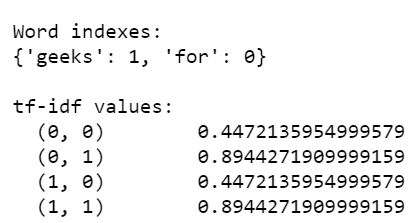 Word indexes:
{'geeks': 1, 'for': 0}
tf-idf values:
(0, 0) 0.4472135954999579
(0, 1) 0.8944271909999159
(1, 0) 0.4472135954999579
(1, 1) 0.8944271909999159